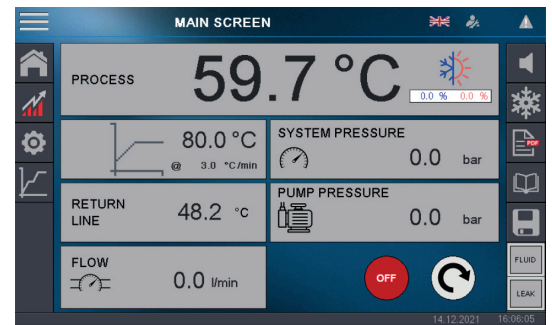 MAIN SCREEN
PROCESS
59.7 °C
0.0 % 0.0 %
80.0 °C
@ 3.0 °C/min
SYSTEM PRESSURE
0.0 bar
RETURN
LINE
48.2 °C
PUMP PRESSURE
0.0 bar
FLOW
0.0 l/min
OFF
PDF
FLUID
LEAK
14.12.2021 16:06:05